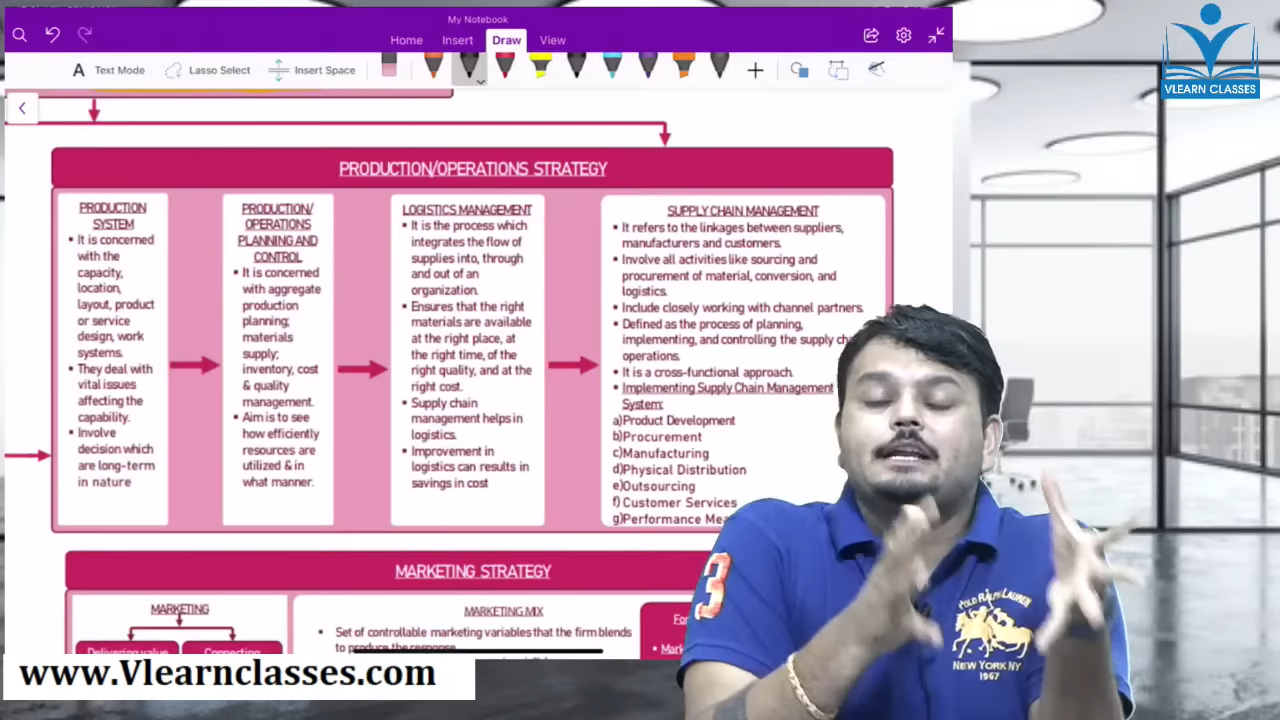 My Notebook
Home
Insert
Draw
View
VLEARN CLASSES
A Text Mode
Lasso Select
Insert Space
PRODUCTION/OPERATIONS STRATEGY
PRODUCTION
SYSTEM
▪ It is concerned
with the
capacity,
location,
layout, product
or service
design, work
systems.
▪ They deal with
vital issues
affecting the
capability.
▪ Involve
decision which
are long-term
in nature
PRODUCTION/
OPERATIONS
PLANNING AND
CONTROL
▪ It is concerned
with aggregate
production
planning;
materials
supply;
inventory, cost
& quality
management.
▪ Aim is to see
how efficiently
resources are
utilized & in
what manner.
LOGISTICS MANAGEMENT
▪ It is the process which
integrates the flow of
supplies into, through
and out of an
organization.
▪ Ensures that the right
materials are available
at the right place, at
the right time, of the
right quality, and at the
right cost.
▪ Supply chain
management helps in
logistics.
▪ Improvement in
logistics can results in
savings in cost
SUPPLY CHAIN MANAGEMENT
▪ It refers to the linkages between suppliers,
manufacturers and customers.
▪ Involve all activities like sourcing and
procurement of material, conversion, and
logistics.
▪ Include closely working with channel partners.
▪ Defined as the process of planning,
implementing, and controlling the supply
operations.
▪ It is a cross-functional approach.
▪ Implementing Supply Chain Management
System:
a)Product Development
b)Procurement
c)Manufacturing
d)Physical Distribution
e)Outsourcing
f) Customer Services
g)Performance
MARKETING STRATEGY
MARKETING
Delivering value
Connecting
MARKETING MIX
▪ Set of controllable marketing variables that the firm blends
to produce the response
www.Vlearnclasses.com
3
POLO RALPH LAUREN
NEW YORK NY
1967